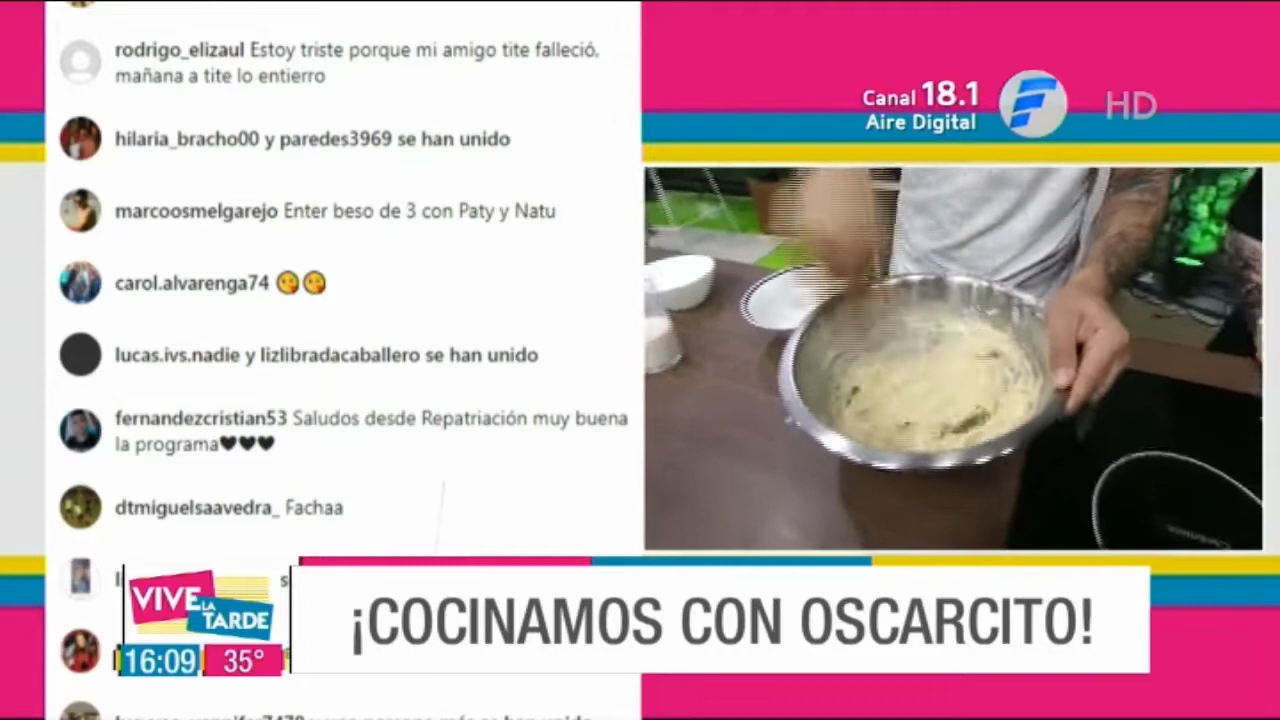 rodrigo_elizaul Estoy triste porque mi amigo tite falleció,
mañana a tite lo entierro
hilaria_bracho00 y paredes3969 se han unido
marcoosmelgarejo Enter beso de 3 con Paty y Natu
carol.alvarenga74 😘😘
lucas.ivs.nadie y lizlibradacaballero se han unido
fernandezcristian53 Saludos desde Repatriación muy buena
la programa🖤🖤🖤
dtmiguelsaavedra_ Fachaa
Canal 18.1
Aire Digital
HD
VIVE
LA
TARDE
16:09 35°
¡COCINAMOS CON OSCARCITO!